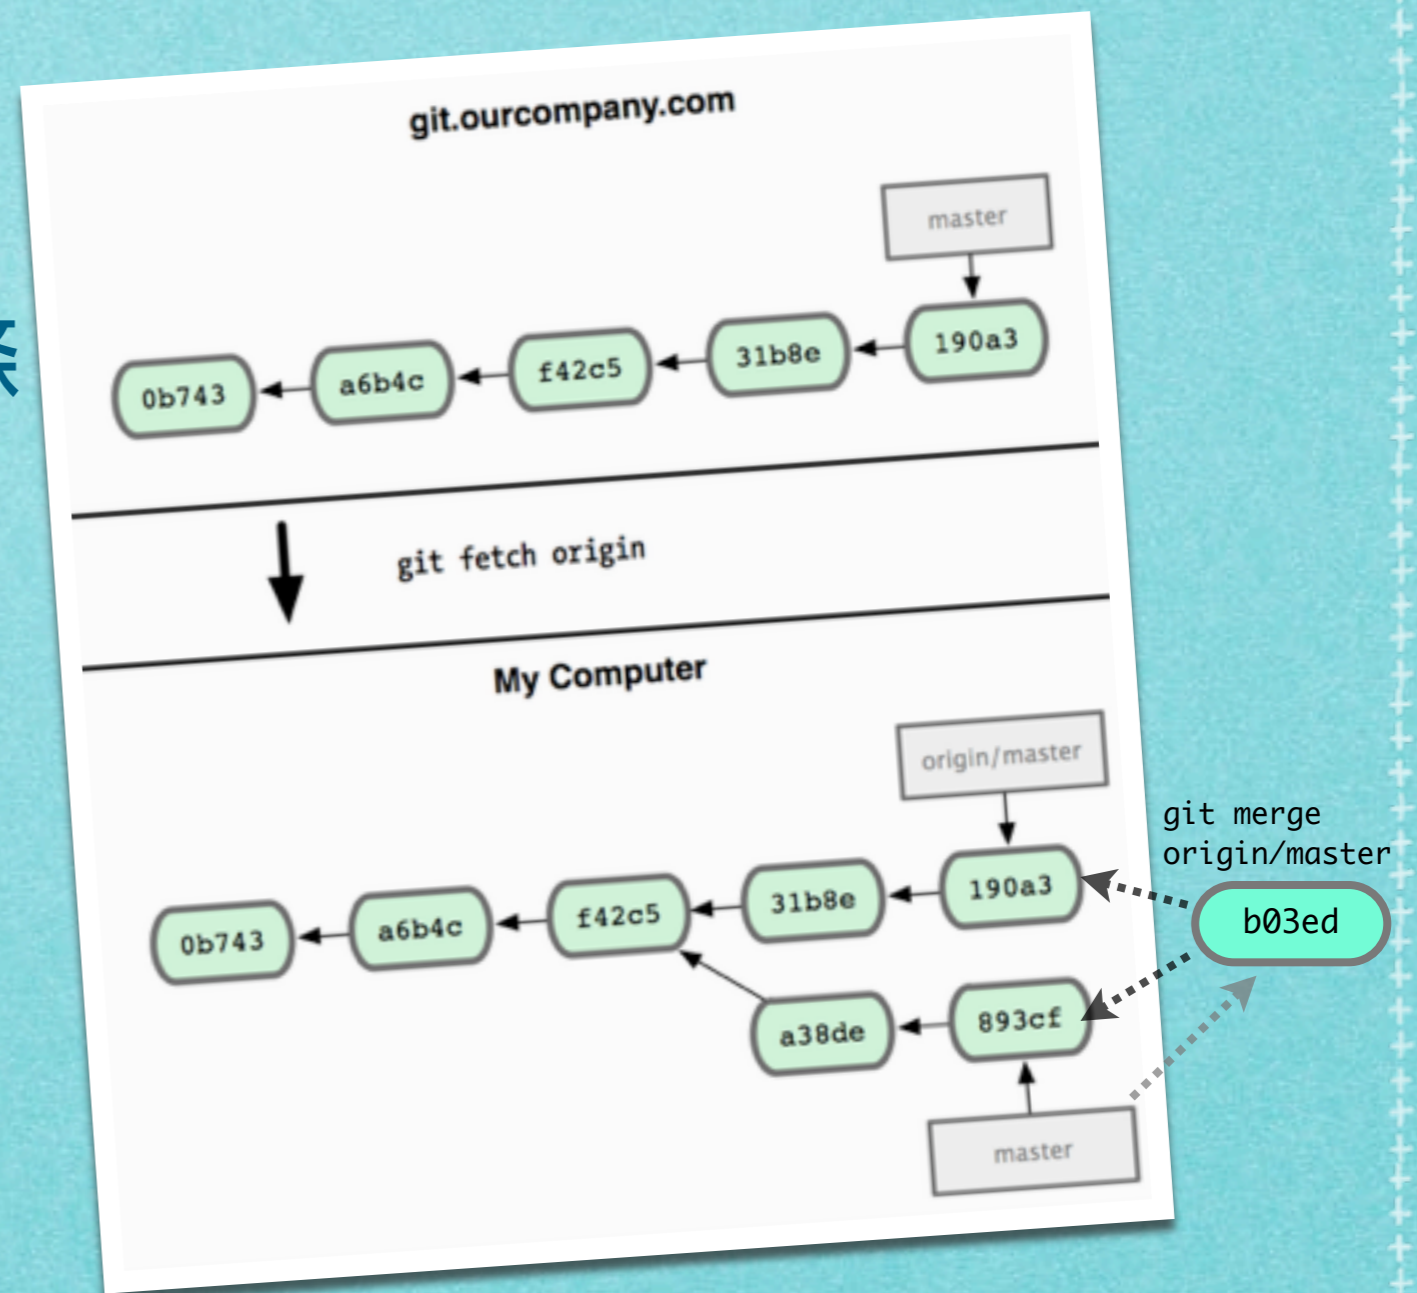 git.ourcompany.com
master
0b743 a6b4c f42c5 31b8e 190a3
git fetch origin
My Computer
origin/master
git merge
origin/master
0b743 a6b4c f42c5 31b8e 190a3
b03ed
a38de 893cf
master